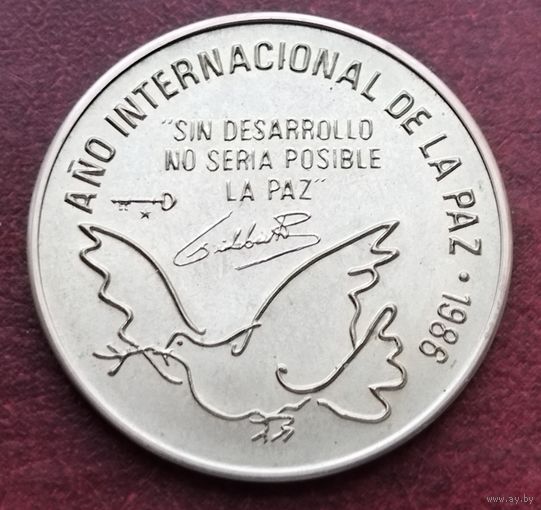 AÑO INTERNACIONAL DE LA PAZ · 1986
"SIN DESARROLLO
NO SERIA POSIBLE
LA PAZ"
www.ay.by